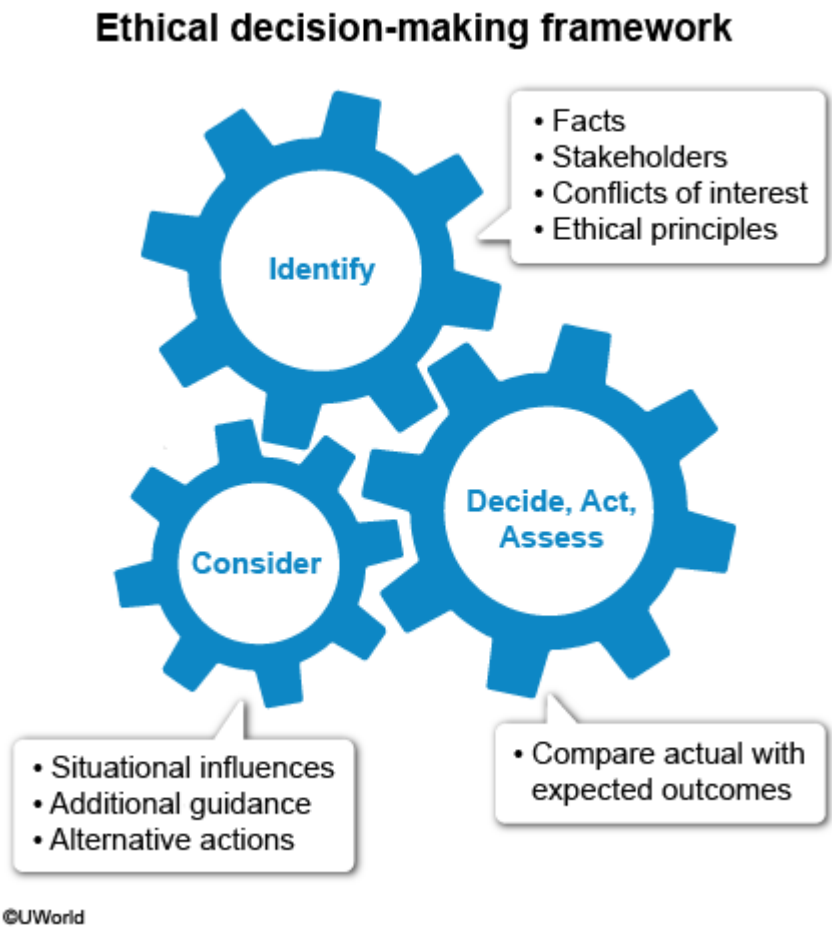 Ethical decision-making framework
• Facts
• Stakeholders
• Conflicts of interest
• Ethical principles
Identify
Decide, Act,
Assess
Consider
• Situational influences
• Additional guidance
• Alternative actions
• Compare actual with
expected outcomes
©UWorld